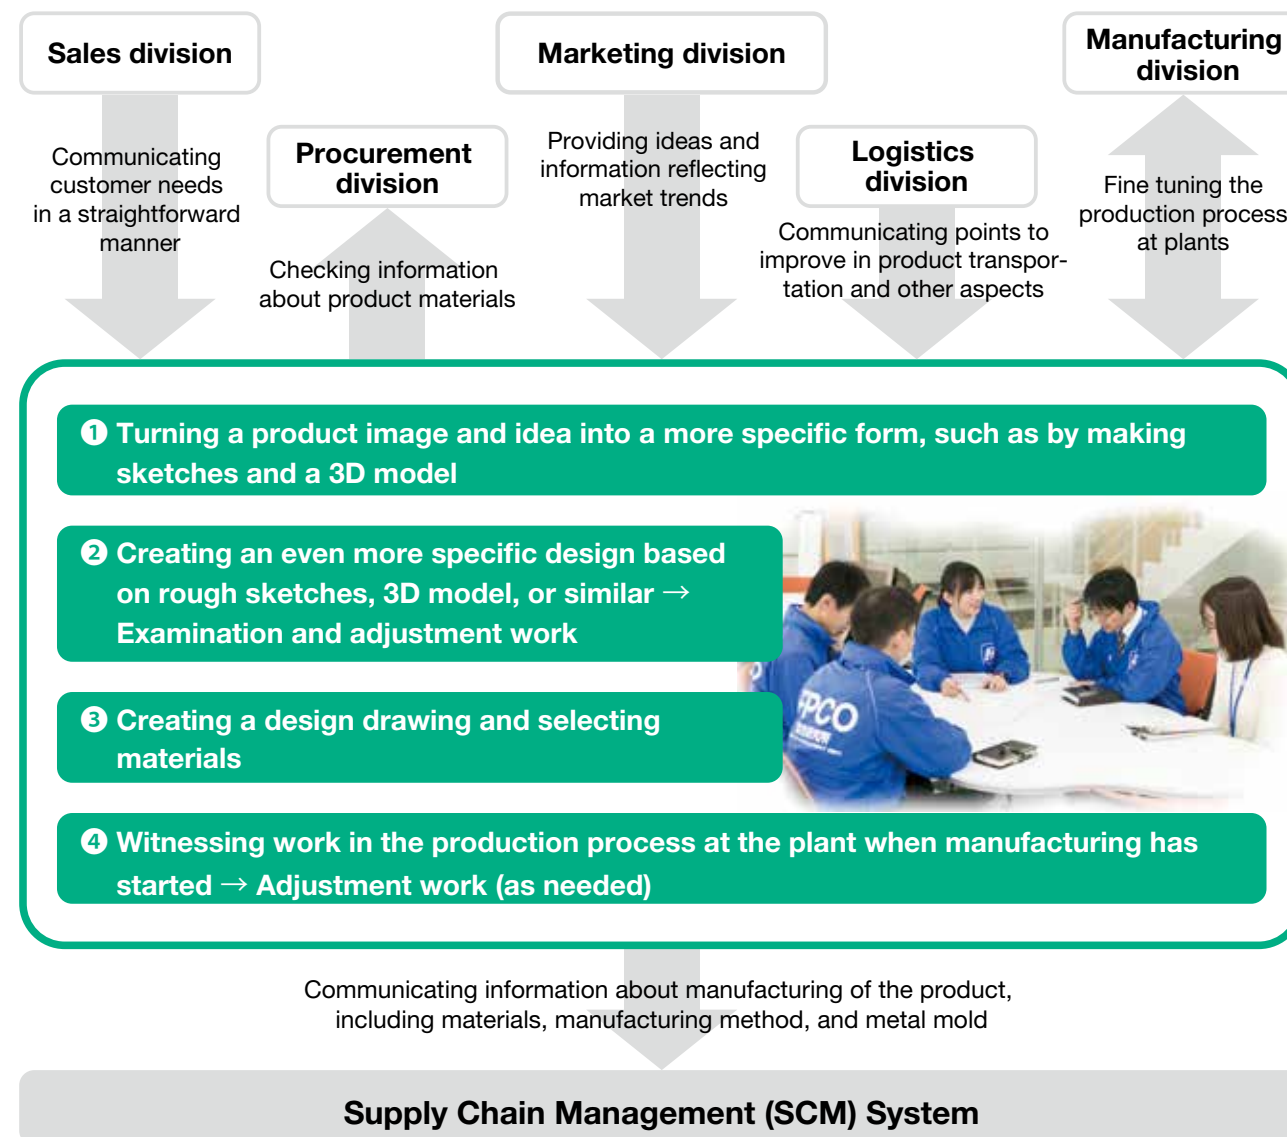 Sales division
Marketing division
Manufacturing
division
Communicating
customer needs
in a straightforward
manner
Procurement
division
Providing ideas and
information reflecting
market trends
Logistics
division
Fine tuning the
production process
at plants
Checking information
about product materials
Communicating points to
improve in product transpor-
tation and other aspects
❶ Turning a product image and idea into a more specific form, such as by making
sketches and a 3D model
❷ Creating an even more specific design based
on rough sketches, 3D model, or similar →
Examination and adjustment work
❸ Creating a design drawing and selecting
materials
FPCO
❹ Witnessing work in the production process at the plant when manufacturing has
started → Adjustment work (as needed)
Communicating information about manufacturing of the product,
including materials, manufacturing method, and metal mold
Supply Chain Management (SCM) System